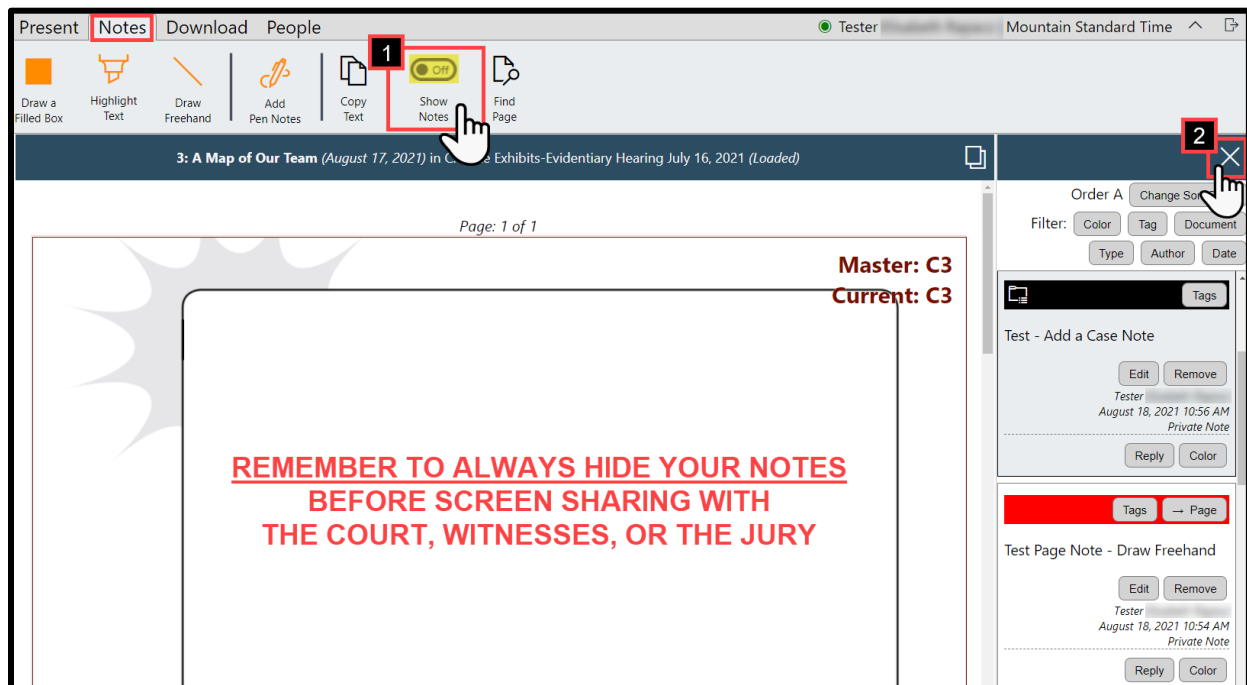 Present Notes Download People
Tester Mountain Standard Time
1
Off
Draw a Filled Box
Highlight Text
Draw Freehand
Add Pen Notes
Copy Text
Show Notes
Find Page
3: A Map of Our Team (August 17, 2021) in Exhibits-Evidentiary Hearing July 16, 2021 (Loaded)
2
Page: 1 of 1
Master: C3
Current: C3
REMEMBER TO ALWAYS HIDE YOUR NOTES
BEFORE SCREEN SHARING WITH
THE COURT, WITNESSES, OR THE JURY
Order A Change
Filter: Color Tag Document
Type Author Date
Tags
Test - Add a Case Note
Edit Remove
Tester
August 18, 2021 10:56 AM
Private Note
Reply Color
Tags → Page
Test Page Note - Draw Freehand
Edit Remove
Tester
August 18, 2021 10:54 AM
Private Note
Reply Color